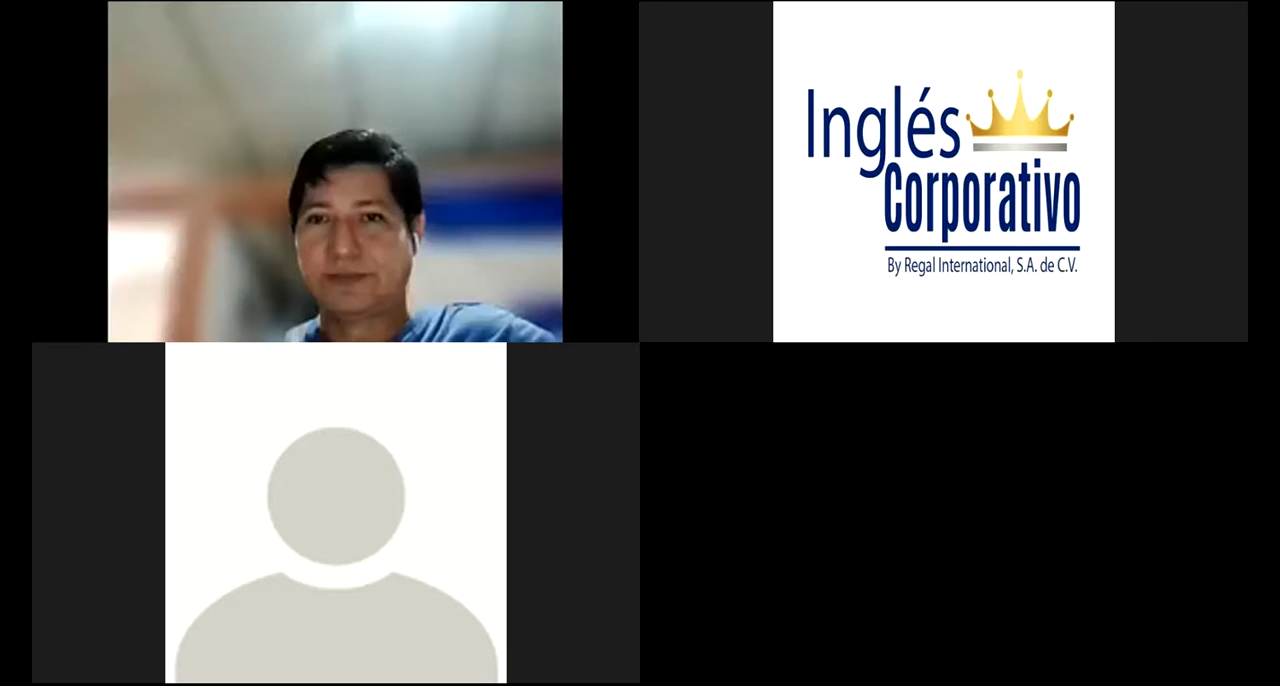 Inglés
Corporativo
By Regal International, S.A. de C.V.